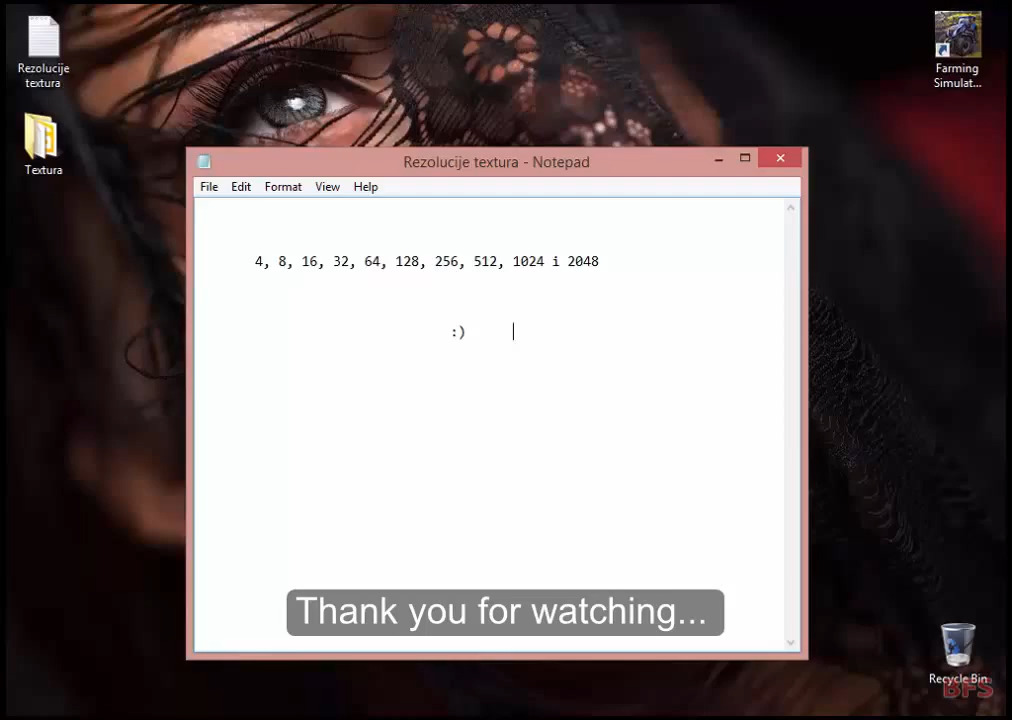 Rezolucije
textura
Textura
Farming
Simulat...
Rezolucije textura - Notepad
File Edit Format View Help
4, 8, 16, 32, 64, 128, 256, 512, 1024 i 2048
:)
Thank you for watching...
Recycle Bin
BFS